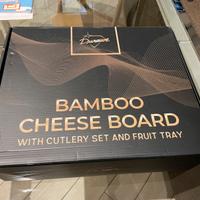 BAMBOO
CHEESE BOARD
WITH CUTLERY SET AND FRUIT TRAY